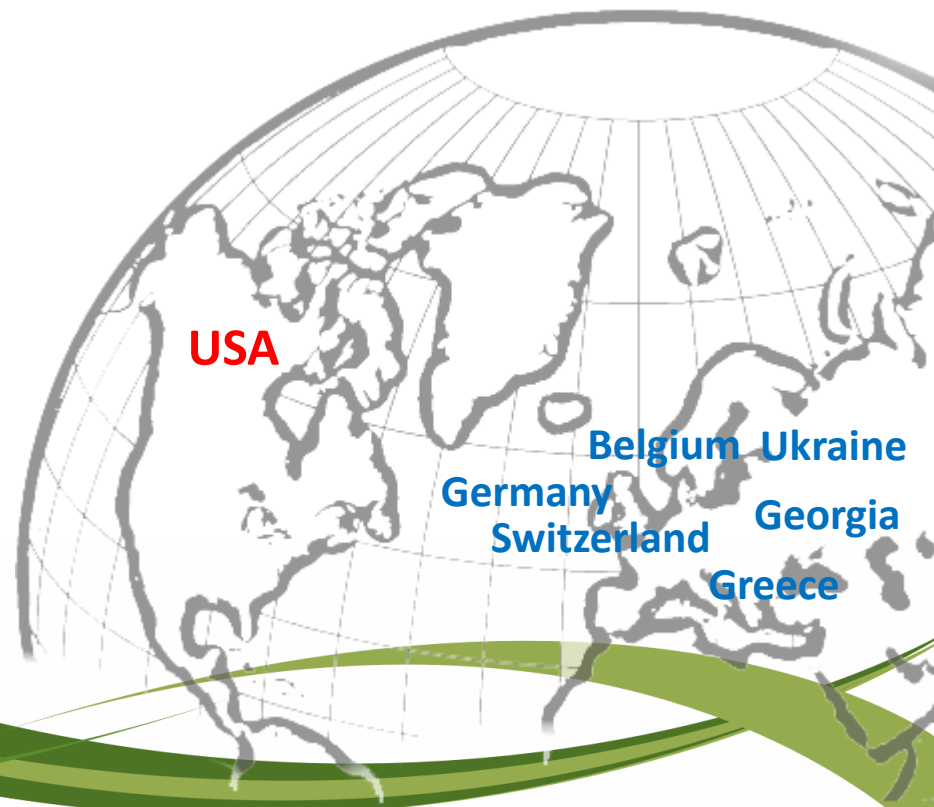 USA
Belgium Ukraine
Germany
Georgia
Switzerland
Greece